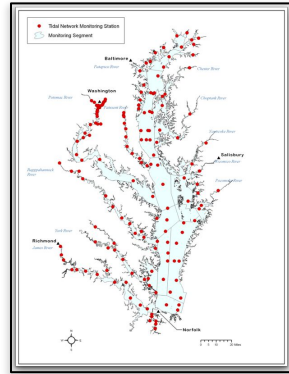 Tidal Network Monitoring Station
Monitoring Segment
Baltimore
Patapsco River
Chester River
Washington
Potomac River
Patuxent River
Choptank River
Nanticoke River
Salisbury
Rappahannock
River
York River
Richmond
James River
Norfolk